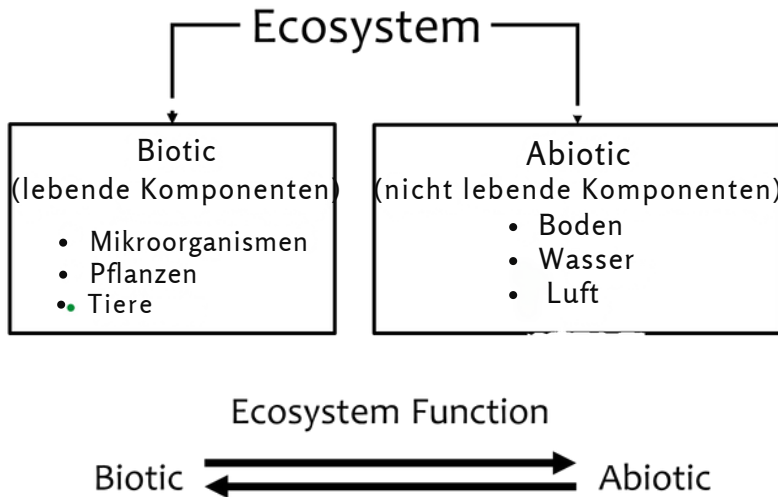 Ecosystem
Biotic
(lebende Komponenten)
• Mikroorganismen
• Pflanzen
• Tiere
Abiotic
(nicht lebende Komponenten)
• Boden
• Wasser
• Luft
Ecosystem Function
Biotic
Abiotic